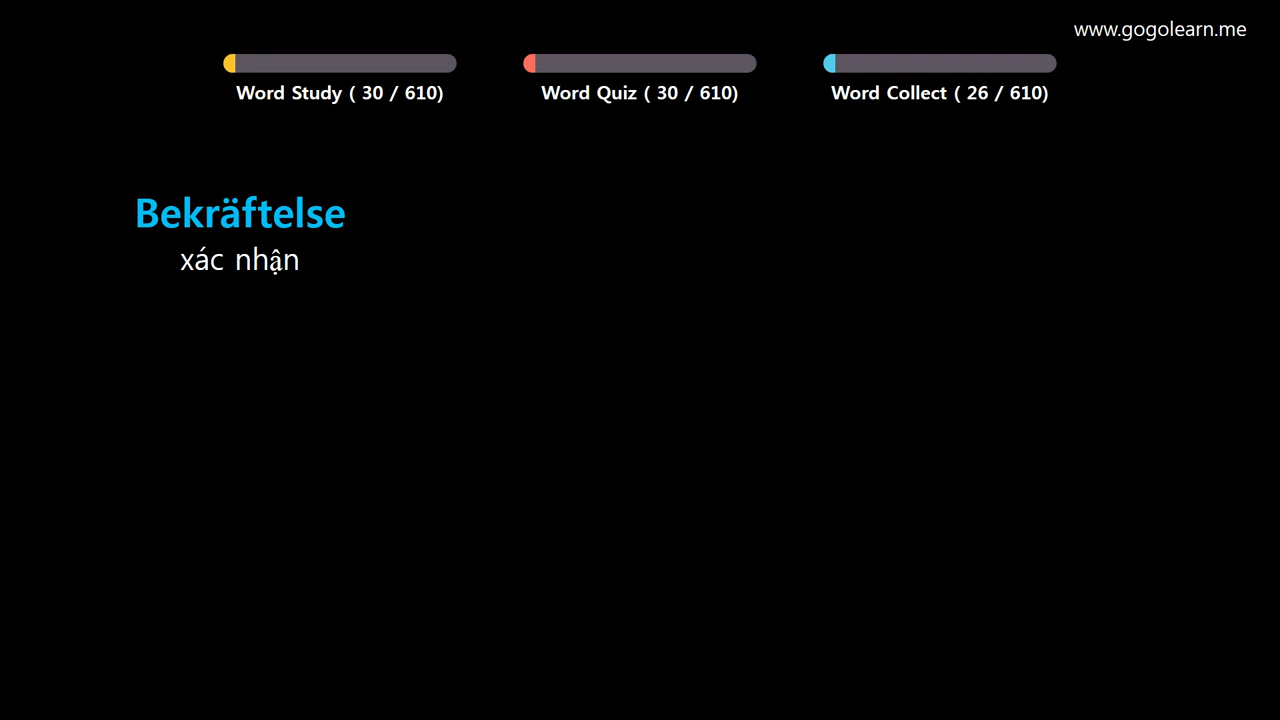 www.gogolearn.me
Word Study ( 30 / 610)
Word Quiz ( 30 / 610)
Word Collect ( 26 / 610)
Bekräftelse
xác nhận